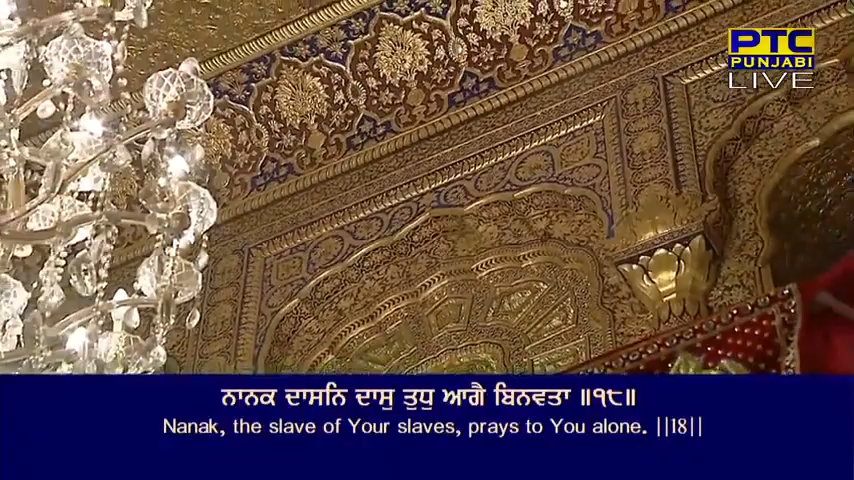 PTC
PUNJABI
LIVE
ਨਾਨਕ ਦਾਸਨਿ ਦਾਸੁ ਤੁਧੁ ਆਗੈ ਬਿਨਵਤਾ ॥੧੮॥
Nanak, the slave of Your slaves, prays to You alone. ||18||